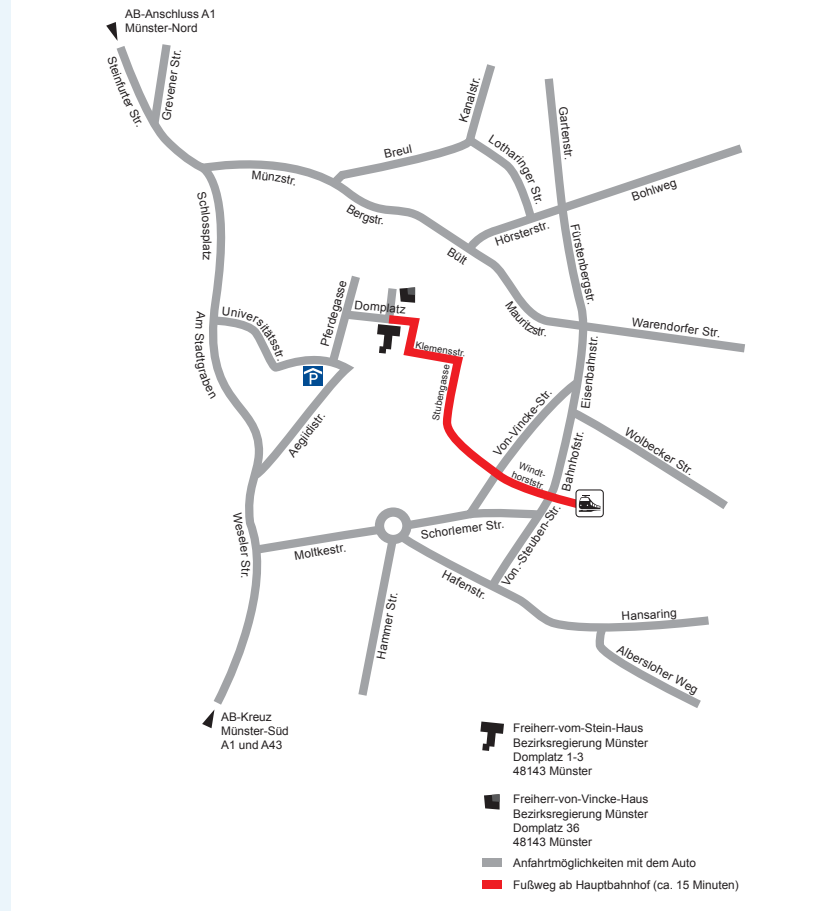 AB-Anschluss A1
Münster-Nord
Steinfurter Str.
Grevener Str.
Kanalstr.
Gartenstr.
Breul
Lotharinger Str.
Münzstr.
Bohlweg
Schlossplatz
Bergstr.
Hörsterstr.
Bült
Fürstenbergstr.
Pferdegasse
Domplatz
Universitätsstr.
Mauritzstr.
Warendorfer Str.
Am Stadtgraben
Klemensstr.
Eisenbahnstr.
P
Stubengasse
Von-Vincke-Str.
Aegidistr.
Wolbecker Str.
Bahnhofstr.
Windt-
horststr.
Weseler Str.
Schorlemer Str.
Moltkestr.
Von.-Steuben-Str.
Hafenstr.
Hammer Str.
Hansaring
Albersloher Weg
AB-Kreuz
Münster-Süd
A1 und A43
Freiherr-vom-Stein-Haus
Bezirksregierung Münster
Domplatz 1-3
48143 Münster
Freiherr-von-Vincke-Haus
Bezirksregierung Münster
Domplatz 36
48143 Münster
Anfahrtmöglichkeiten mit dem Auto
Fußweg ab Hauptbahnhof (ca. 15 Minuten)